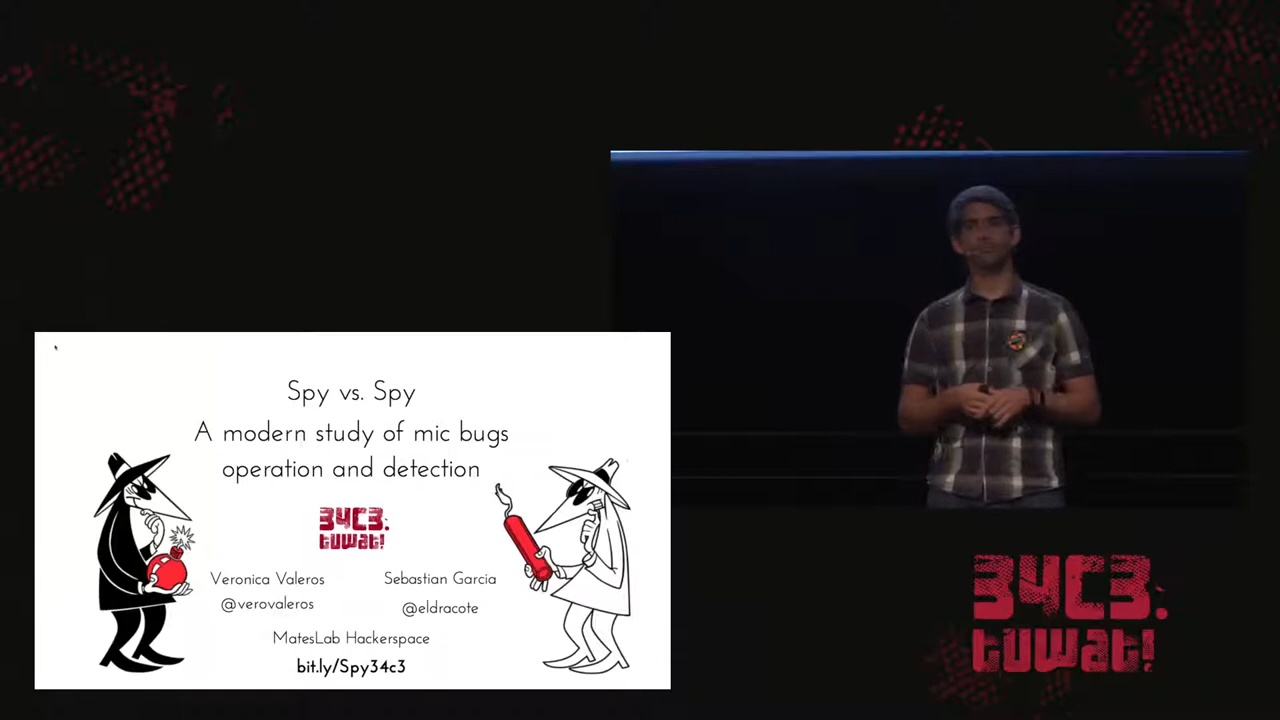 Spy vs. Spy
A modern study of mic bugs
operation and detection
34C3:
tuwat!
Veronica Valeros
Sebastian Garcia
@verovaleros
@eldracote
MatesLab Hackerspace
bit.ly/Spy34c3
34C3:
tuwat!